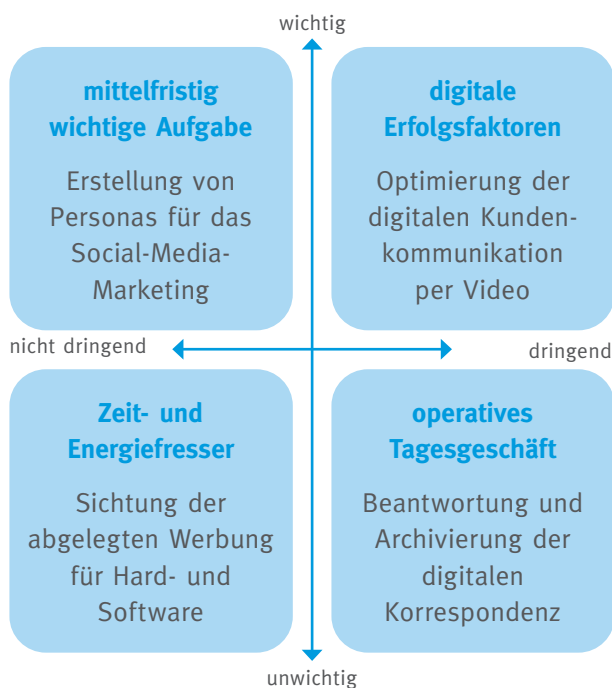 wichtig
mittelfristig
wichtige Aufgabe
Erstellung von
Personas für das
Social-Media-
Marketing
digitale
Erfolgsfaktoren
Optimierung der
digitalen Kunden-
kommunikation
per Video
nicht dringend
dringend
Zeit- und
Energiefresser
Sichtung der
abgelegten Werbung
für Hard- und
Software
operatives
Tagesgeschäft
Beantwortung und
Archivierung der
digitalen
Korrespondenz
unwichtig